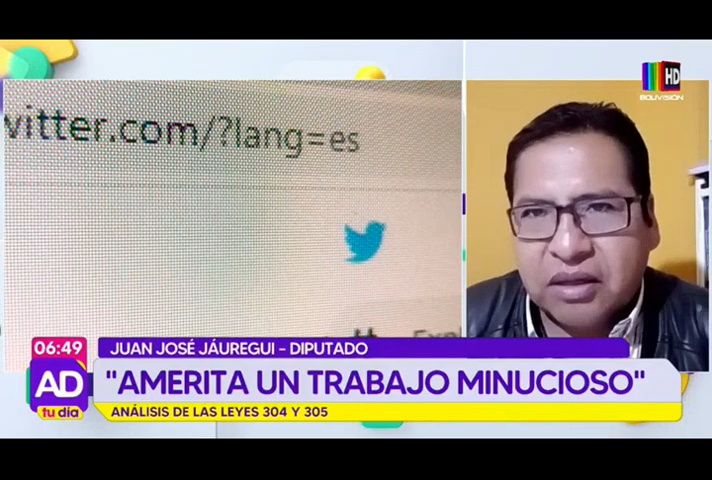 HD
BOLIVISION
witter.com/?lang=es
06:49
JUAN JOSÉ JÁUREGUI - DIPUTADO
AD
tu día
"AMERITA UN TRABAJO MINUCIOSO"
ANÁLISIS DE LAS LEYES 304 Y 305